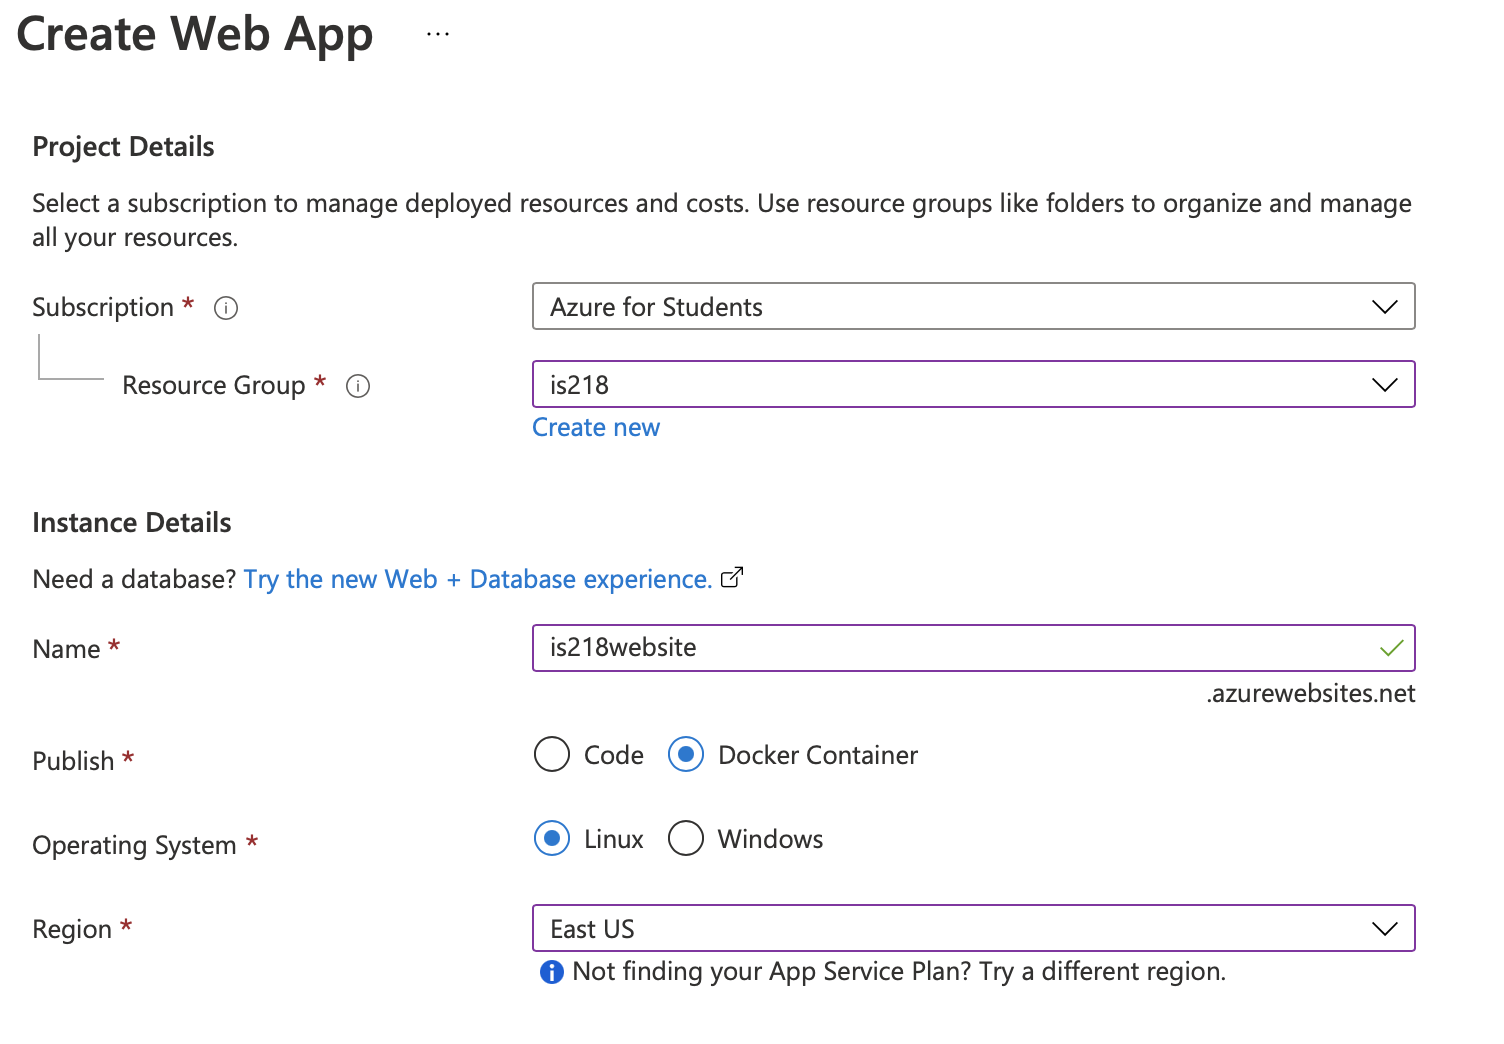 Create Web App ...
Project Details
Select a subscription to manage deployed resources and costs. Use resource groups like folders to organize and manage
all your resources.
Subscription *
Azure for Students
Resource Group *
is218
Create new
Instance Details
Need a database? Try the new Web + Database experience.
Name *
is218website
.azurewebsites.net
Publish *
Code
Docker Container
Operating System *
Linux
Windows
Region *
East US
Not finding your App Service Plan? Try a different region.